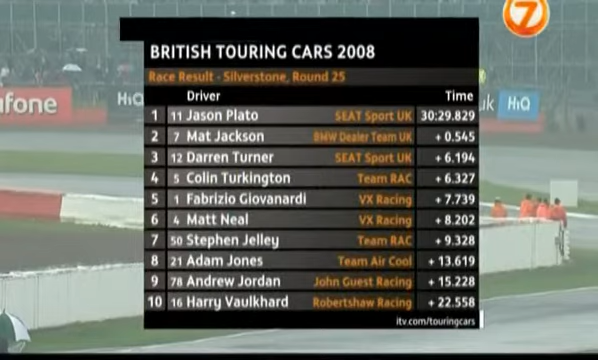 7
BRITISH TOURING CARS 2008
Race Result - Silverstone, Round 25
Driver Time
1 11 Jason Plato SEAT Sport UK 30:29.829
2 7 Mat Jackson BMW Dealer Team UK + 0.545
3 12 Darren Turner SEAT Sport UK + 6.194
4 5 Colin Turkington Team RAC + 6.327
5 1 Fabrizio Giovanardi VX Racing + 7.739
6 4 Matt Neal VX Racing + 8.202
7 50 Stephen Jelley Team RAC + 9.328
8 21 Adam Jones Team Air Cool + 13.619
9 78 Andrew Jordan John Guest Racing + 15.228
10 16 Harry Vaulkhard Robertshaw Racing + 22.558
itv.com/touringcars
afone
HiQ
uk
HiQ